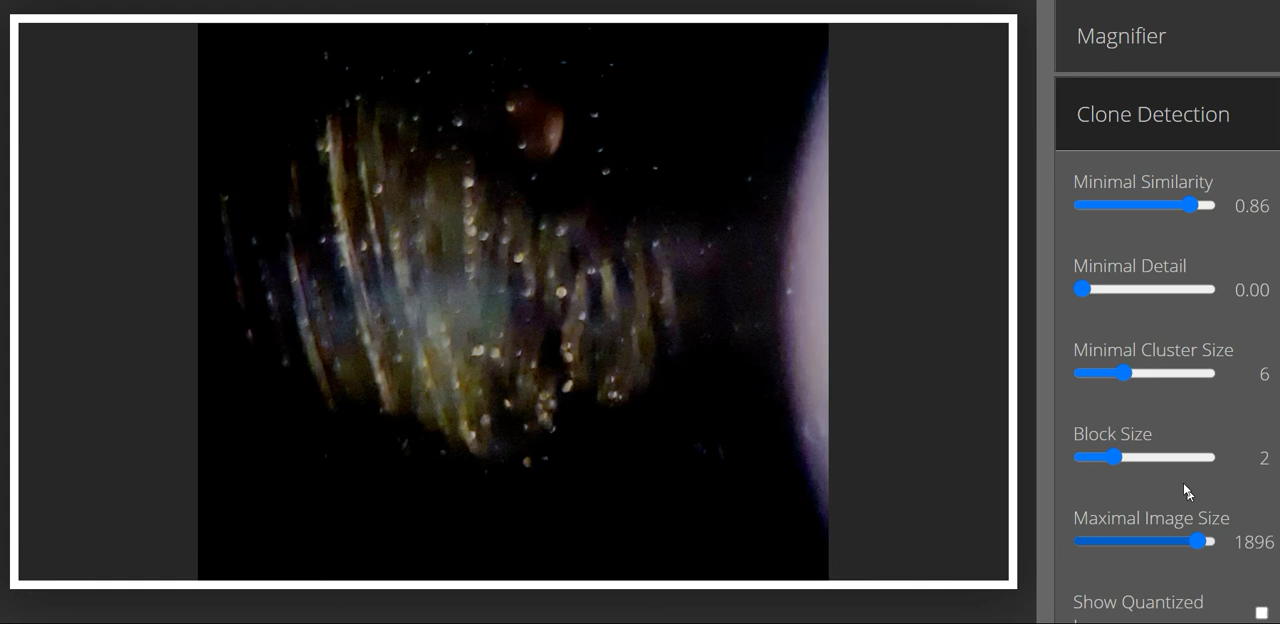 Magnifier
Clone Detection
Minimal Similarity
0.86
Minimal Detail
0.00
Minimal Cluster Size
6
Block Size
2
Maximal Image Size
1896
Show Quantized